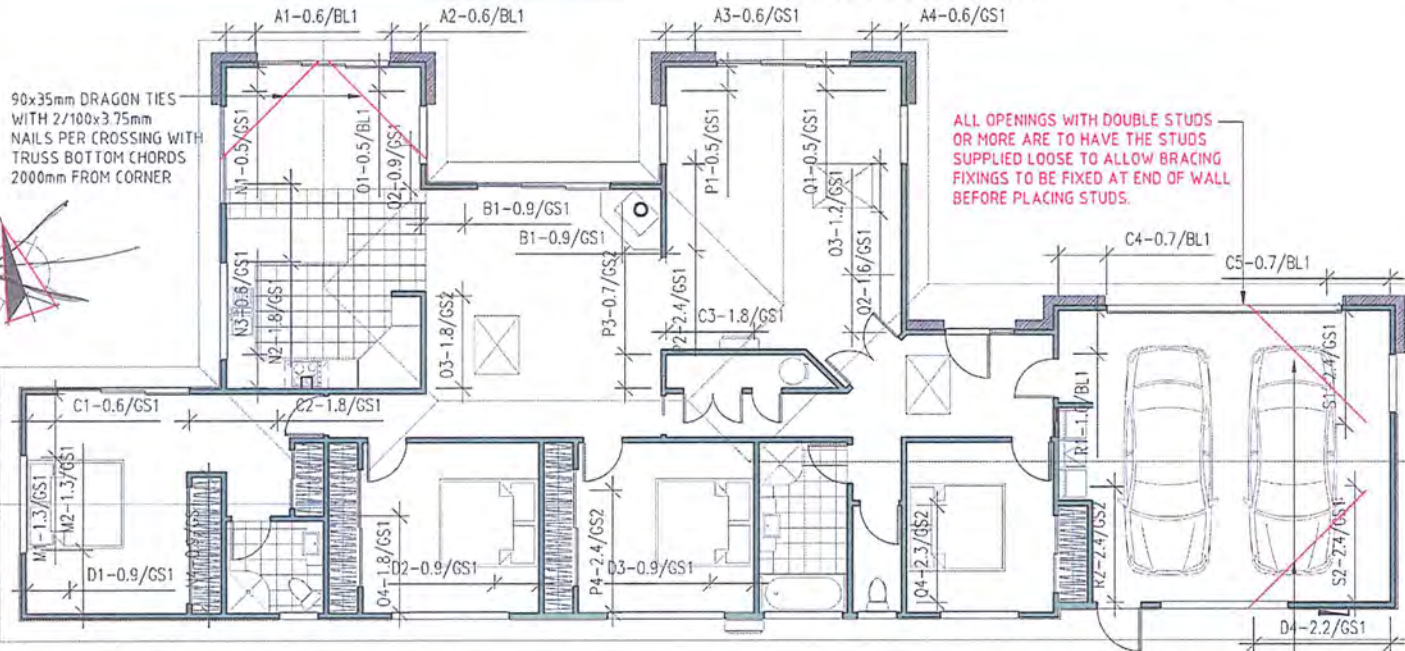 A1-0.6/BL1
A2-0.6/BL1
A3-0.6/GS1
A4-0.6/GS1
90x35mm DRAGON TIES
WITH 2/100x3.75mm
NAILS PER CROSSING WITH
TRUSS BOTTOM CHORDS
2000mm FROM CORNER
ALL OPENINGS WITH DOUBLE STUDS
OR MORE ARE TO HAVE THE STUDS
SUPPLIED LOOSE TO ALLOW BRACING
FIXINGS TO BE FIXED AT END OF WALL
BEFORE PLACING STUDS.
N1-0.5/GS1
O1-0.5/BL1
O2-0.9/GS1
P1-0.5/GS1
Q1-0.5/GS1
B1-0.9/GS1
B1-0.9/GS1
O3-1.2/GS1
Q2-1.6/GS1
C4-0.7/BL1
C5-0.7/BL1
N3-0.6/GS1
N2-1.8/GS1
O3-1.8/GS2
P3-0.7/GS2
P2-2.4/GS1
C3-1.8/GS1
R1-1.0/BL1
S1-2.4/GS1
C1-0.6/GS1
C2-1.8/GS1
M1-1.3/GS1
M2-1.3/GS1
D1-0.9/GS1
O4-1.8/GS1
D2-0.9/GS1
P4-2.4/GS2
D3-0.9/GS1
Q4-2.3/GS2
R2-2.4/GS2
S2-2.4/GS1
D4-2.2/GS1